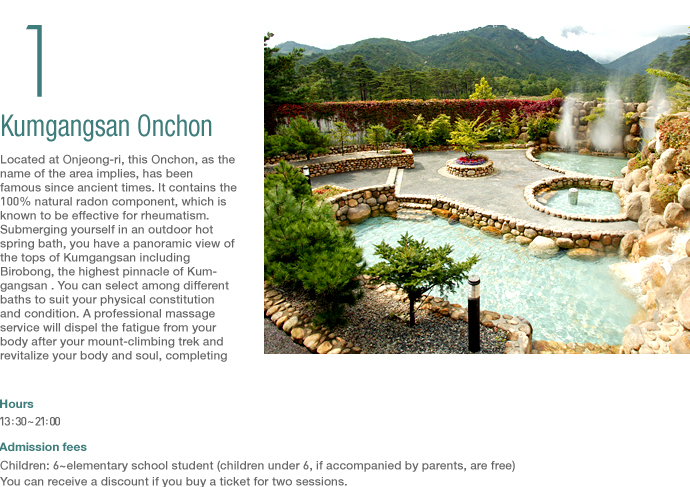 1
Kumgangsan Onchon
Located at Onjeong-ri, this Onchon, as the
name of the area implies, has been
famous since ancient times. It contains the
100% natural radon component, which is
known to be effective for rheumatism.
Submerging yourself in an outdoor hot
spring bath, you have a panoramic view of
the tops of Kumgangsan including
Birobong, the highest pinnacle of Kum-
gangsan . You can select among different
baths to suit your physical constitution
and condition. A professional massage
service will dispel the fatigue from your
body after your mount-climbing trek and
revitalize your body and soul, completing
Hours
13:30~21:00
Admission fees
Children: 6~elementary school student (children under 6, if accompanied by parents, are free)
You can receive a discount if you buy a ticket for two sessions.